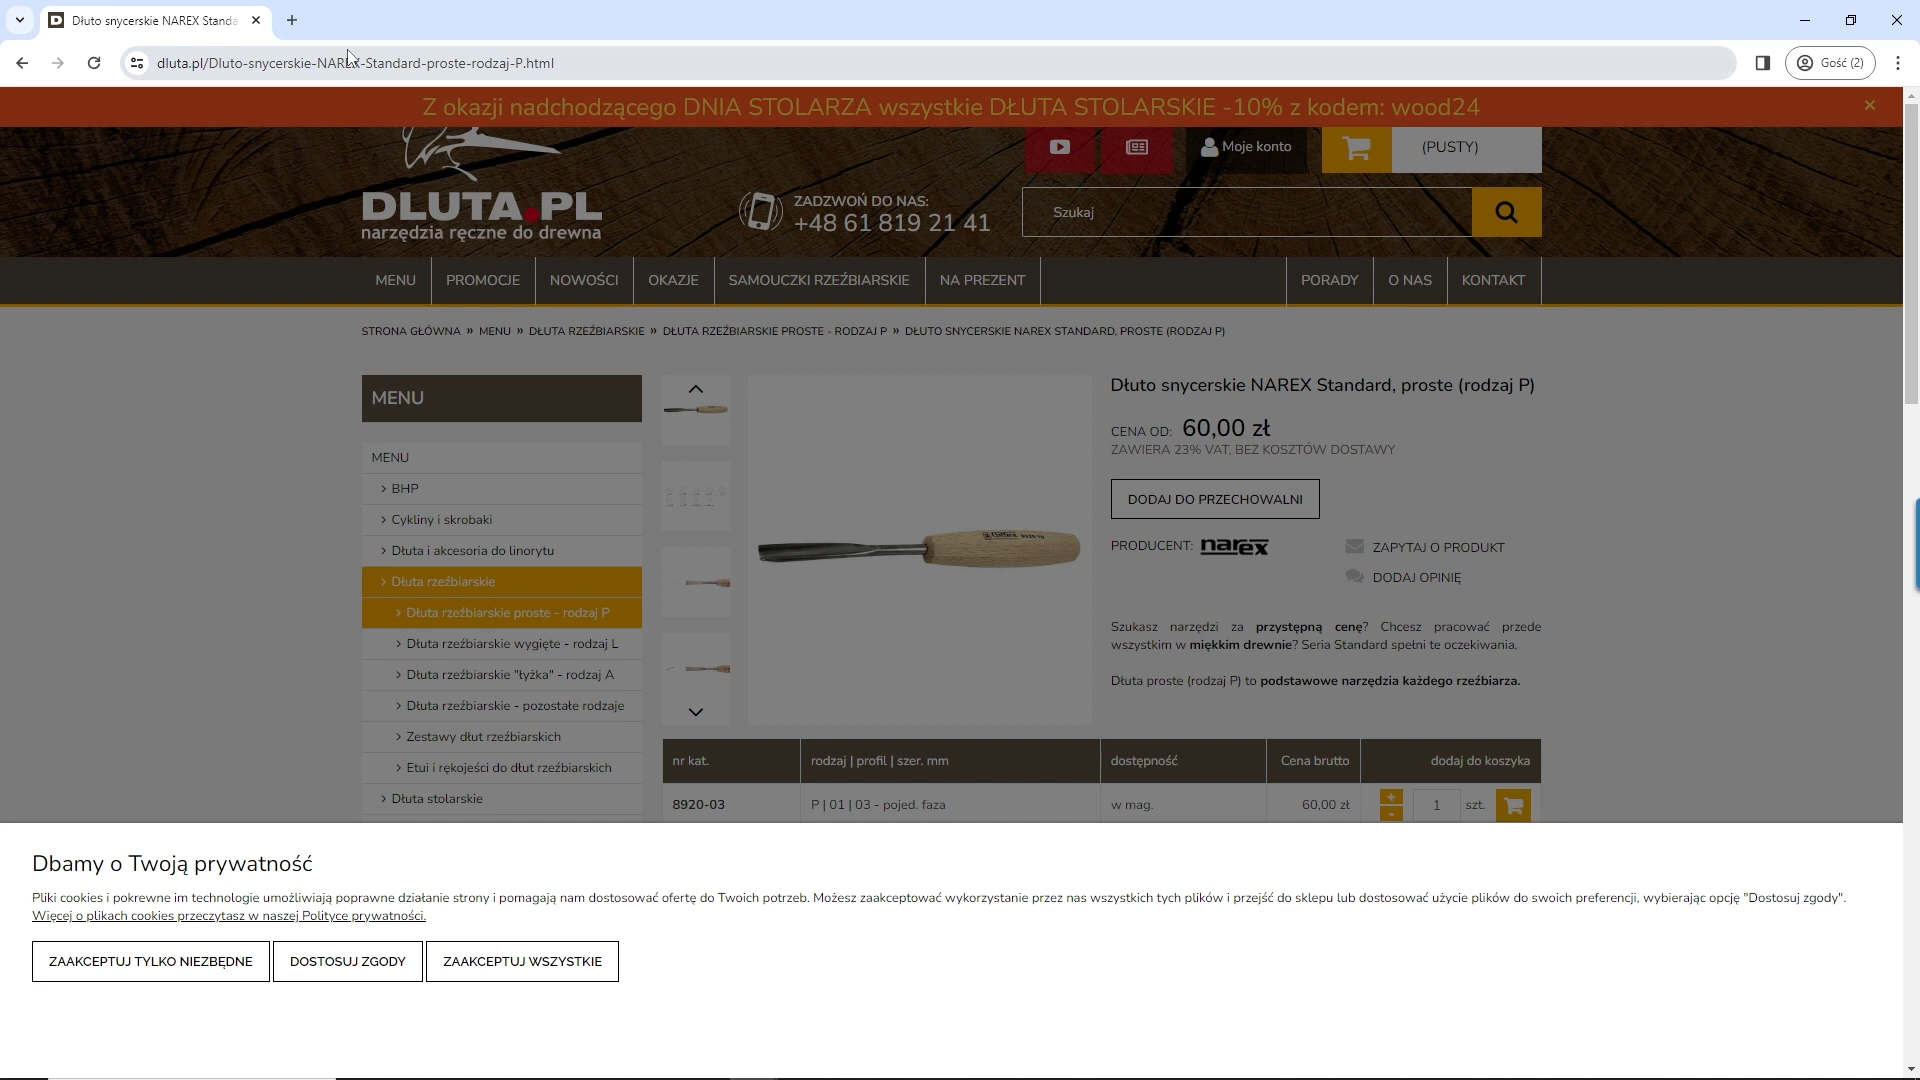 Dłuto snycerskie NAREX Standa
dluta.pl/Dluto-snycerskie-NAREX-Standard-proste-rodzaj-P.html
Gość (2)
Z okazji nadchodzącego DNIA STOLARZA wszystkie DŁUTA STOLARSKIE -10% z kodem: wood24
Moje konto
(PUSTY)
DLUTA.PL
narzędzia ręczne do drewna
ZADZWOŃ DO NAS:
+48 61 819 21 41
Szukaj
MENU
PROMOCJE
NOWOŚCI
OKAZJE
SAMOUCZKI RZEŹBIARSKIE
NA PREZENT
PORADY
O NAS
KONTAKT
STRONA GŁÓWNA » MENU » DŁUTA RZEŹBIARSKIE » DŁUTA RZEŹBIARSKIE PROSTE - RODZAJ P » DŁUTO SNYCERSKIE NAREX STANDARD, PROSTE (RODZAJ P)
MENU
MENU
> BHP
> Cykliny i skrobaki
> Dłuta i akcesoria do linorytu
> Dłuta rzeźbiarskie
> Dłuta rzeźbiarskie proste - rodzaj P
> Dłuta rzeźbiarskie wygięte - rodzaj L
> Dłuta rzeźbiarskie "łyżka" - rodzaj A
> Dłuta rzeźbiarskie - pozostałe rodzaje
> Zestawy dłut rzeźbiarskich
> Etui i rękojeści do dłut rzeźbiarskich
> Dłuta stolarskie
Dłuto snycerskie NAREX Standard, proste (rodzaj P)
CENA OD: 60,00 zł
ZAWIERA 23% VAT, BEZ KOSZTÓW DOSTAWY
DODAJ DO PRZECHOWALNI
PRODUCENT: narex
ZAPYTAJ O PRODUKT
DODAJ OPINIĘ
Szukasz narzędzi za przystępną cenę? Chcesz pracować przede
wszystkim w miękkim drewnie? Seria Standard spełni te oczekiwania.
Dłuta proste (rodzaj P) to podstawowe narzędzia każdego rzeźbiarza.
nr kat.
rodzaj | profil | szer. mm
dostępność
Cena brutto
dodaj do koszyka
8920-03
P | 01 | 03 - pojed. faza
w mag.
60,00 zł
+
-
1
szt.
Dbamy o Twoją prywatność
Pliki cookies i pokrewne im technologie umożliwiają poprawne działanie strony i pomagają nam dostosować ofertę do Twoich potrzeb. Możesz zaakceptować wykorzystanie przez nas wszystkich tych plików i przejść do sklepu lub dostosować użycie plików do swoich preferencji, wybierając opcję "Dostosuj zgody".
Więcej o plikach cookies przeczytasz w naszej Polityce prywatności.
ZAAKCEPTUJ TYLKO NIEZBĘDNE
DOSTOSUJ ZGODY
ZAAKCEPTUJ WSZYSTKIE